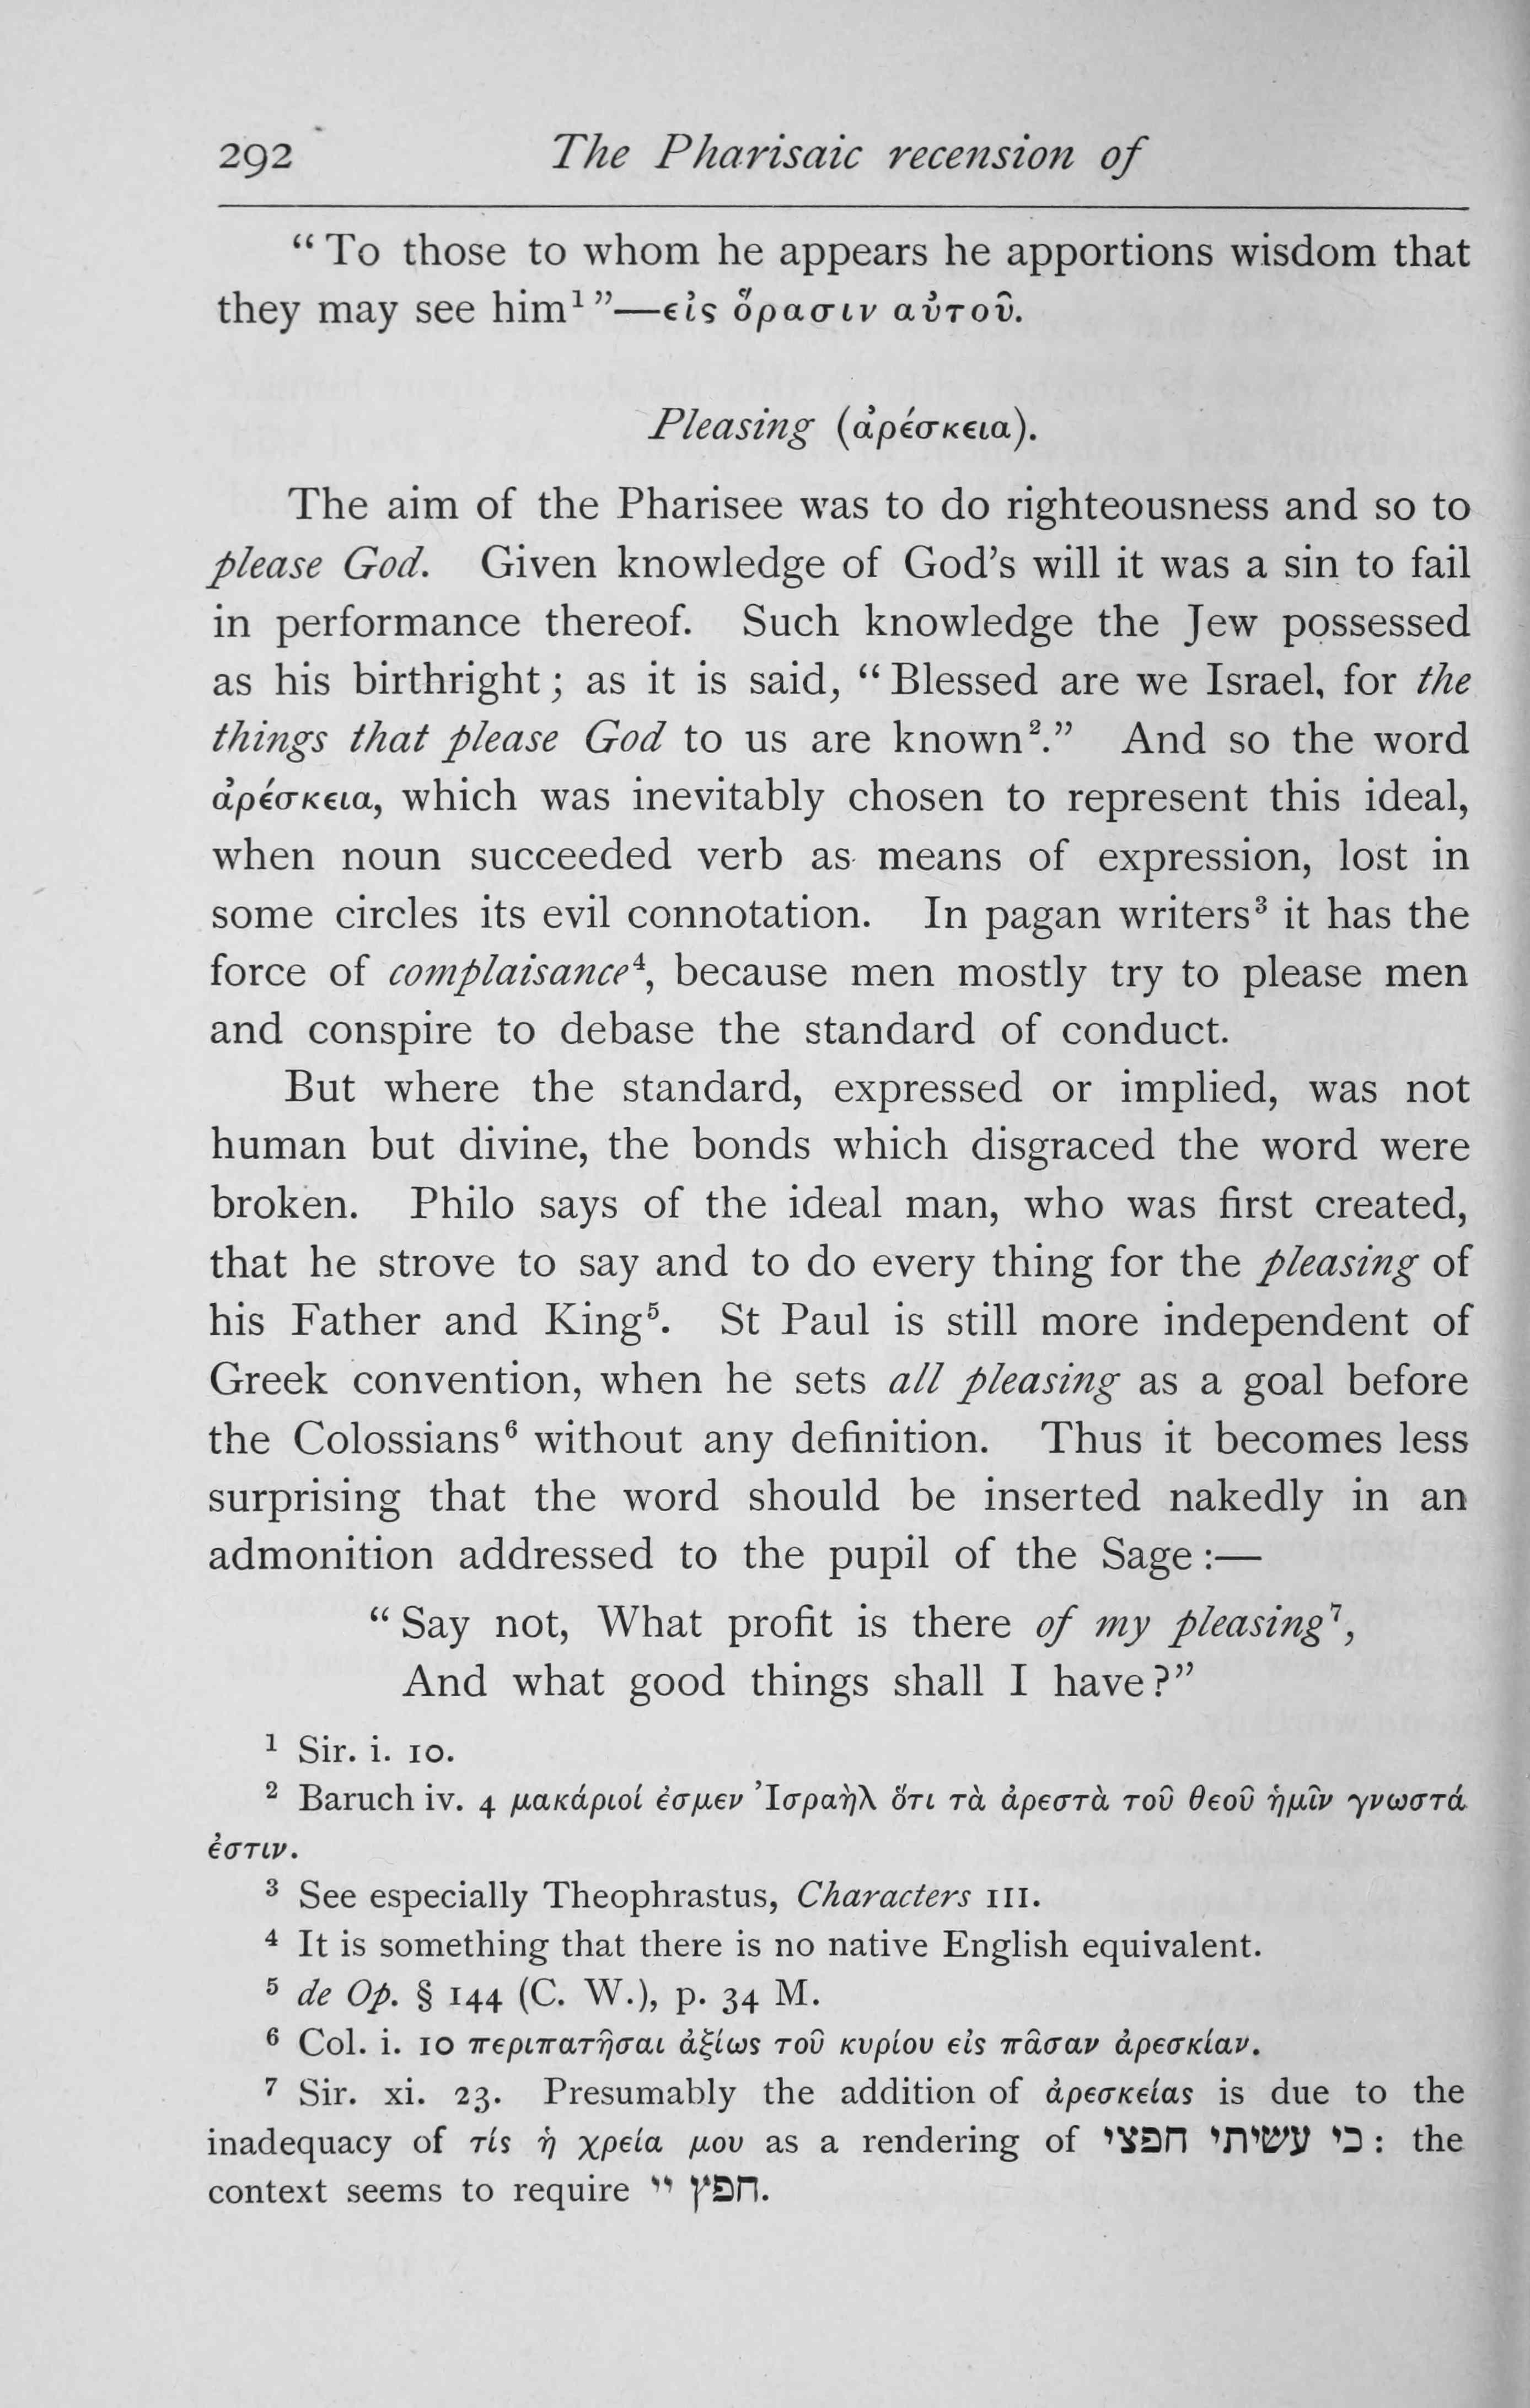 292 The Pharisaic recension of
“To those to whom he appears he apportions wisdom that
they may see him¹”—εἰς ὅρασιν αὐτοῦ.
Pleasing (ἀρέσκεια).
The aim of the Pharisee was to do righteousness and so to
please God. Given knowledge of God’s will it was a sin to fail
in performance thereof. Such knowledge the Jew possessed
as his birthright; as it is said, “Blessed are we Israel, for the
things that please God to us are known².” And so the word
ἀρέσκεια, which was inevitably chosen to represent this ideal,
when noun succeeded verb as means of expression, lost in
some circles its evil connotation. In pagan writers³ it has the
force of complaisance⁴, because men mostly try to please men
and conspire to debase the standard of conduct.
But where the standard, expressed or implied, was not
human but divine, the bonds which disgraced the word were
broken. Philo says of the ideal man, who was first created,
that he strove to say and to do every thing for the pleasing of
his Father and King⁵. St Paul is still more independent of
Greek convention, when he sets all pleasing as a goal before
the Colossians⁶ without any definition. Thus it becomes less
surprising that the word should be inserted nakedly in an
admonition addressed to the pupil of the Sage:—
“Say not, What profit is there of my pleasing⁷,
And what good things shall I have?”
¹ Sir. i. 10.
² Baruch iv. 4 μακάριοί ἐσμεν Ἰσραὴλ ὅτι τὰ ἀρεστὰ τοῦ θεοῦ ἡμῖν γνωστά
ἐστιν.
³ See especially Theophrastus, Characters III.
⁴ It is something that there is no native English equivalent.
⁵ de Op. § 144 (C. W.), p. 34 M.
⁶ Col. i. 10 περιπατῆσαι ἀξίως τοῦ κυρίου εἰς πᾶσαν ἀρεσκίαν.
⁷ Sir. xi. 23. Presumably the addition of ἀρεσκείας is due to the
inadequacy of τίς ἡ χρεία μου as a rendering of כי עשיתי חפצי: the
context seems to require חפץ יי.